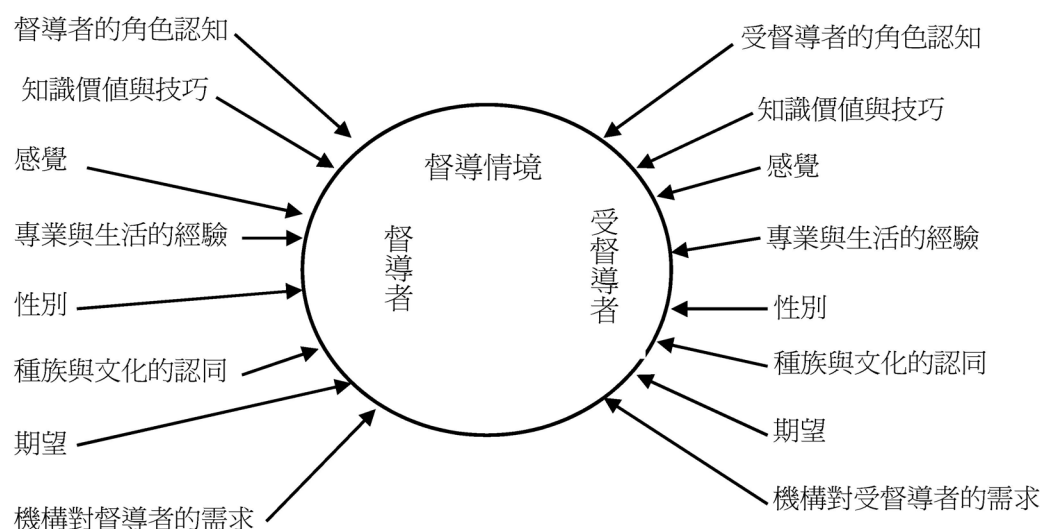 督導者的角色認知
知識價值與技巧
感覺
專業與生活的經驗
性別
種族與文化的認同
期望
機構對督導者的需求
督導情境
督導者
受督導者
受督導者的角色認知
知識價值與技巧
感覺
專業與生活的經驗
性別
種族與文化的認同
期望
機構對受督導者的需求